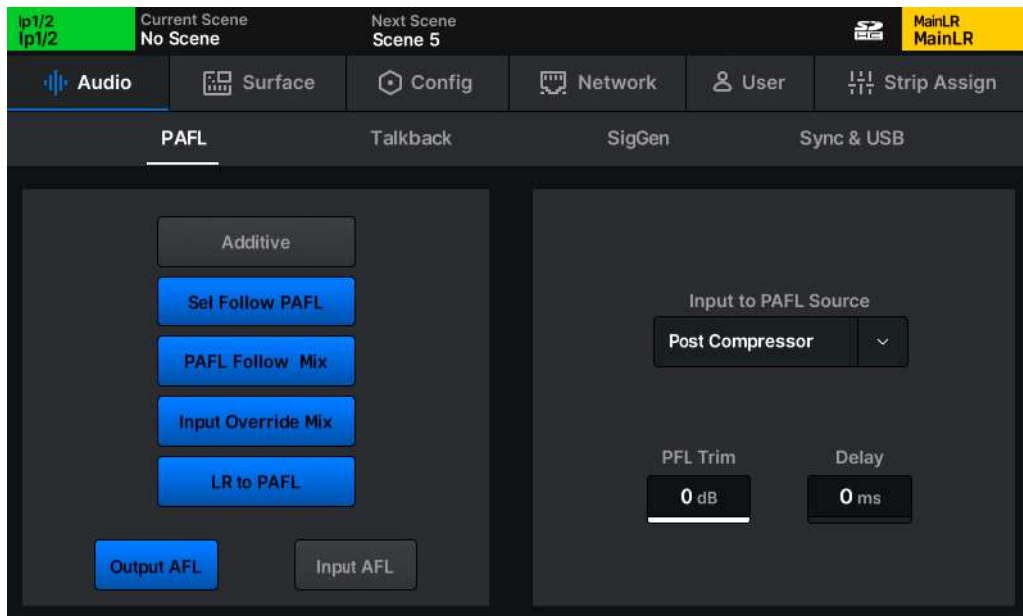 Ip1/2
Ip1/2
Current Scene
No Scene
Next Scene
Scene 5
MainLR
MainLR
Audio
Surface
Config
Network
User
Strip Assign
PAFL
Talkback
SigGen
Sync & USB
Additive
Sel Follow PAFL
PAFL Follow Mix
Input Override Mix
LR to PAFL
Output AFL
Input AFL
Input to PAFL Source
Post Compressor
PFL Trim
Delay
0 dB
0 ms